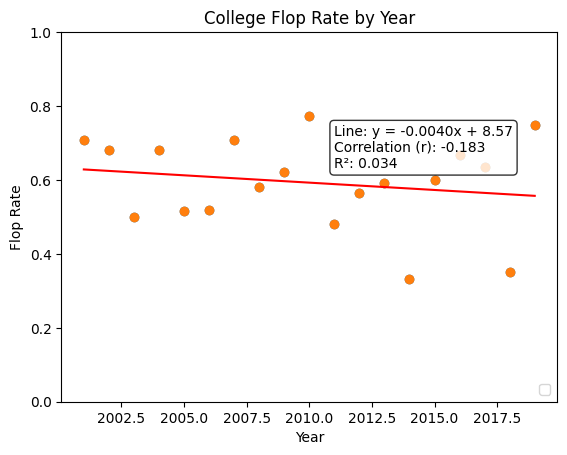 College Flop Rate by Year
1.0
0.8
0.6
0.4
0.2
0.0
Flop Rate
Line: y = -0.0040x + 8.57
Correlation (r): -0.183
R²: 0.034
2002.5 2005.0 2007.5 2010.0 2012.5 2015.0 2017.5
Year